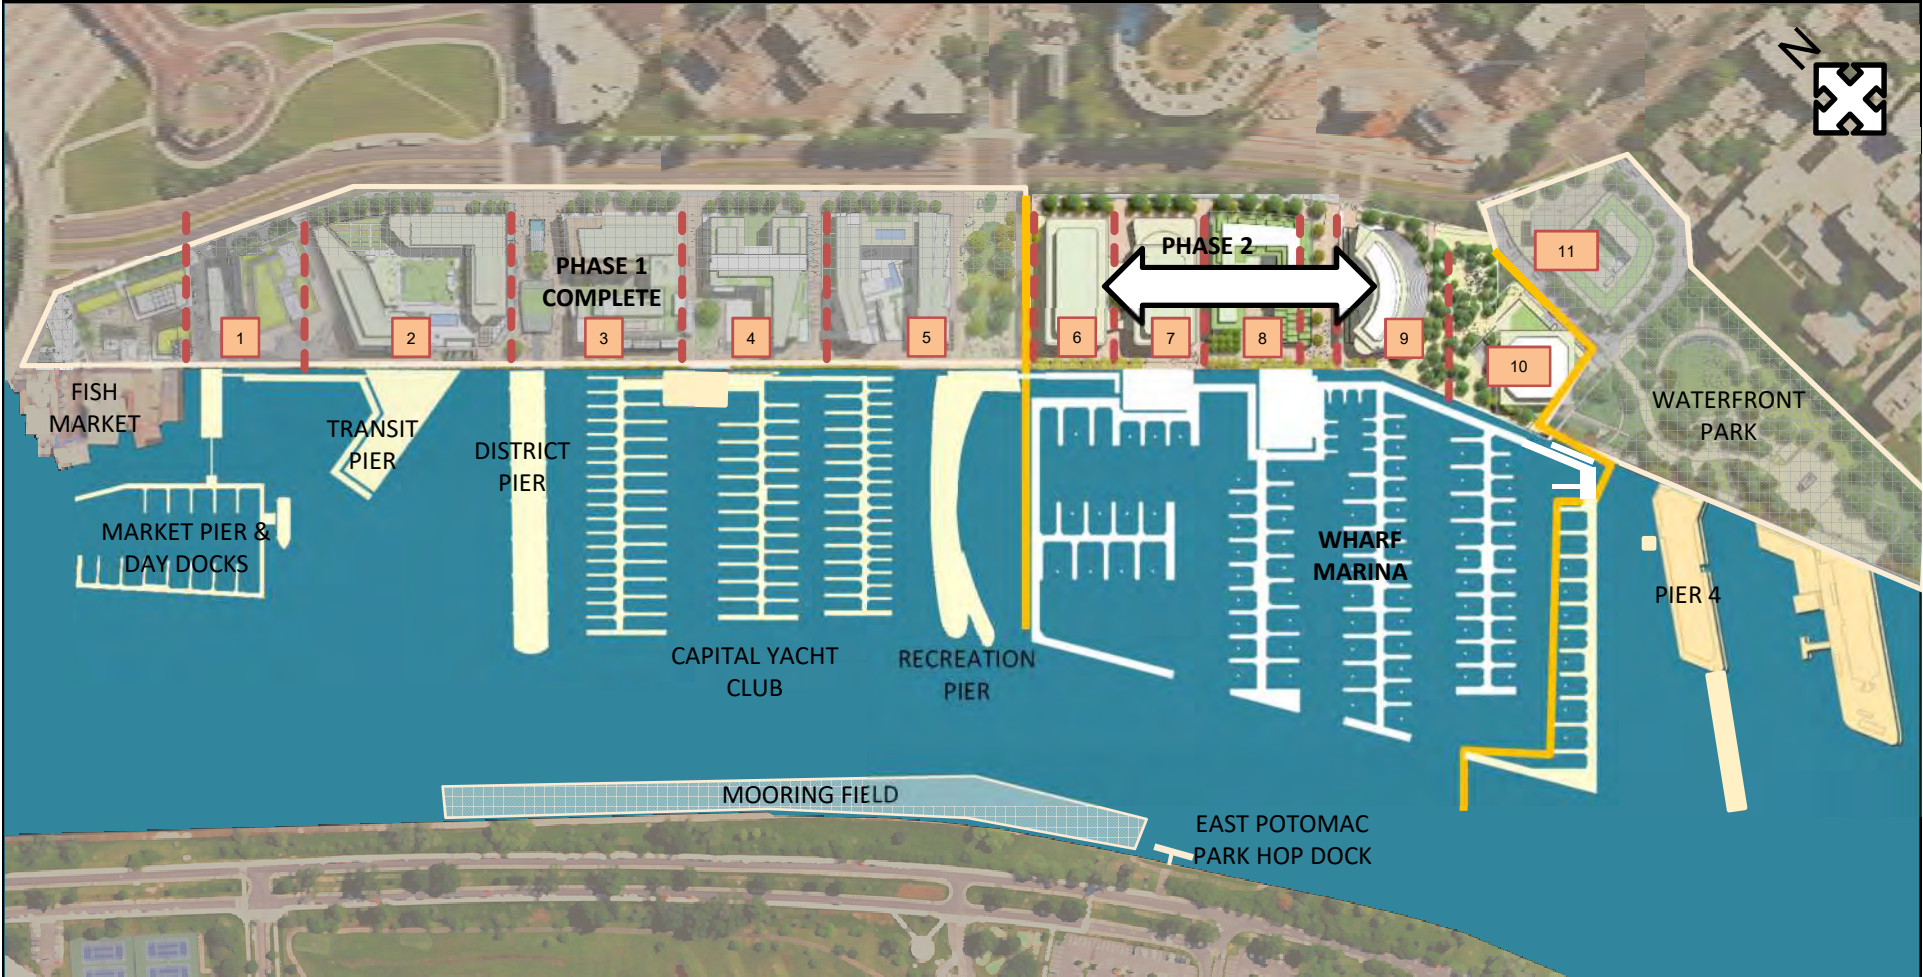 N
PHASE 1
COMPLETE
PHASE 2
1
2
3
4
5
6
7
8
9
10
11
FISH
MARKET
TRANSIT
PIER
DISTRICT
PIER
MARKET PIER &
DAY DOCKS
CAPITAL YACHT
CLUB
RECREATION
PIER
WHARF
MARINA
WATERFRONT
PARK
PIER 4
MOORING FIELD
EAST POTOMAC
PARK HOP DOCK